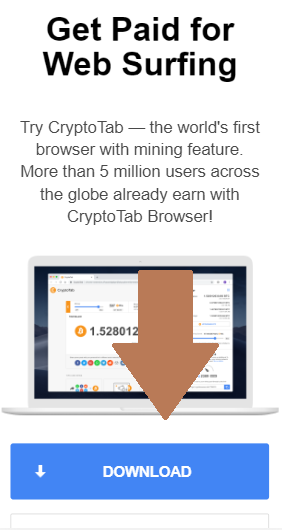 Get Paid for
Web Surfing
Try CryptoTab — the world's first
browser with mining feature.
More than 5 million users across
the globe already earn with
CryptoTab Browser!
CryptoTab
1.528012
DOWNLOAD